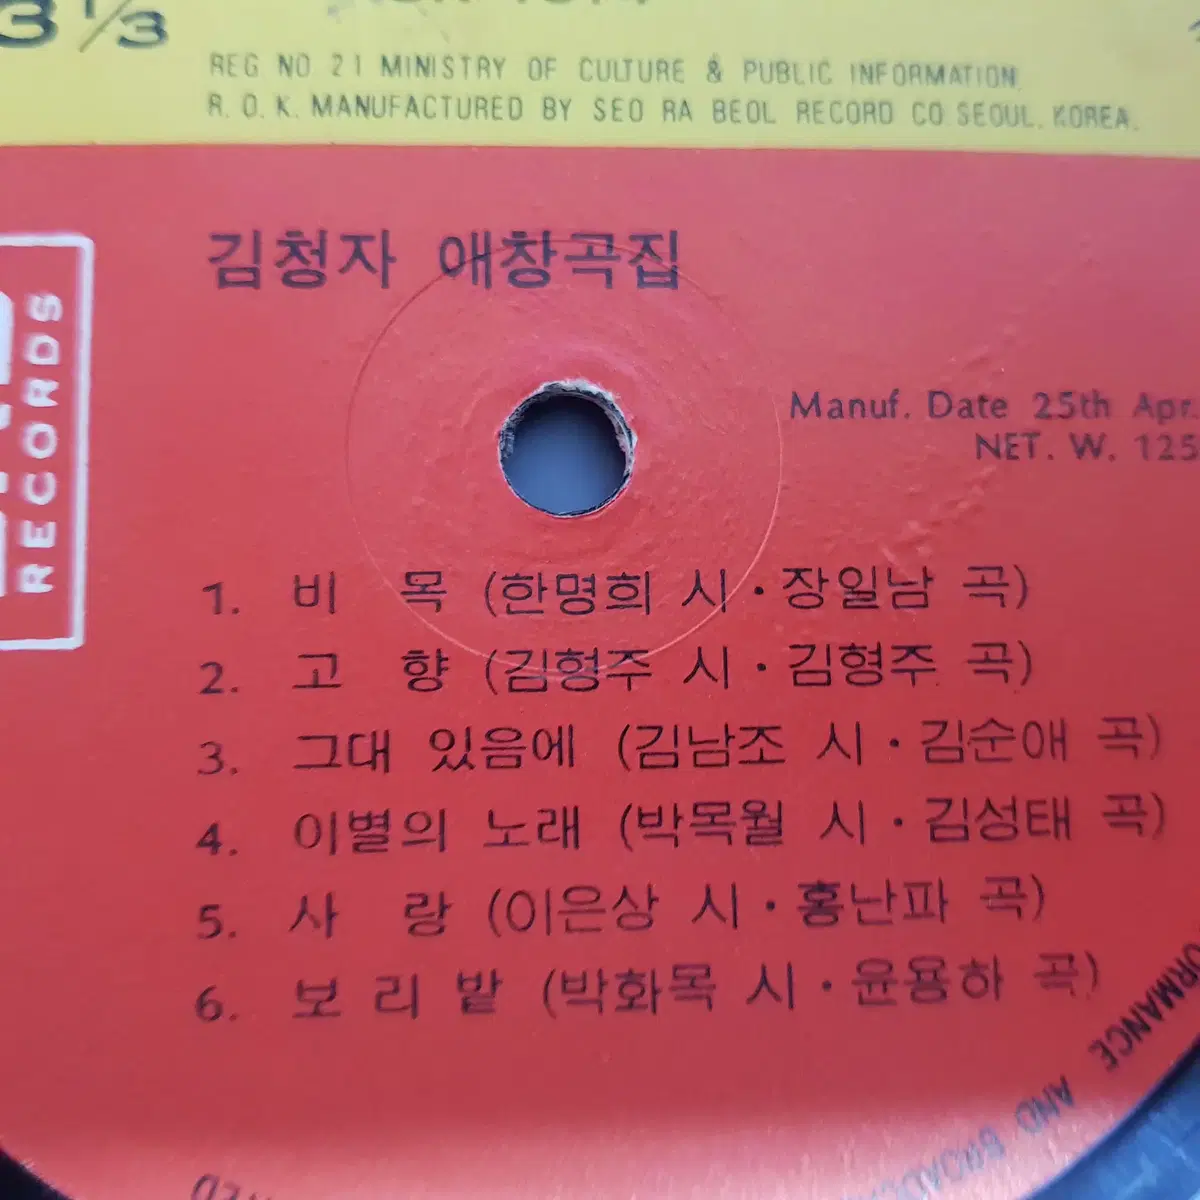 3 1/3
REG NO 21 MINISTRY OF CULTURE & PUBLIC INFORMATION
R. O. K. MANUFACTURED BY SEO RA BEOL RECORD CO SEOUL. KOREA.
RECORDS
김청자 애창곡집
Manuf. Date 25th Apr.
NET. W. 125
1. 비 목 (한명희 시·장일남 곡)
2. 고 향 (김형주 시·김형주 곡)
3. 그대 있음에 (김남조 시·김순애 곡)
4. 이별의 노래 (박목월 시·김성태 곡)
5. 사 랑 (이은상 시·홍난파 곡)
6. 보 리 밭 (박화목 시·윤용하 곡)
ORMANCE AND BROADC